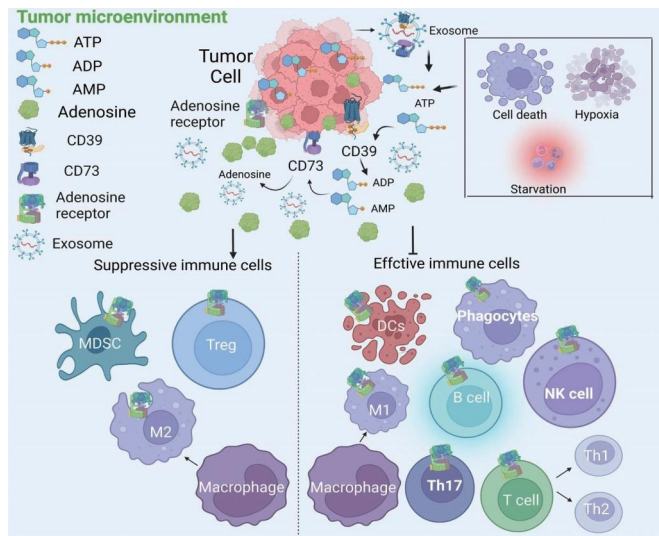 Tumor microenvironment
ATP
ADP
AMP
Adenosine
CD39
CD73
Adenosine
receptor
Exosome
Tumor
Cell
Exosome
Adenosine
receptor
ATP
CD73
CD39
Adenosine
ADP
AMP
Cell death
Hypoxia
Starvation
Suppressive immune cells
MDSC
Treg
M2
Macrophage
Effctive immune cells
DCs
Phagocytes
M1
B cell
NK cell
Macrophage
Th17
T cell
Th1
Th2